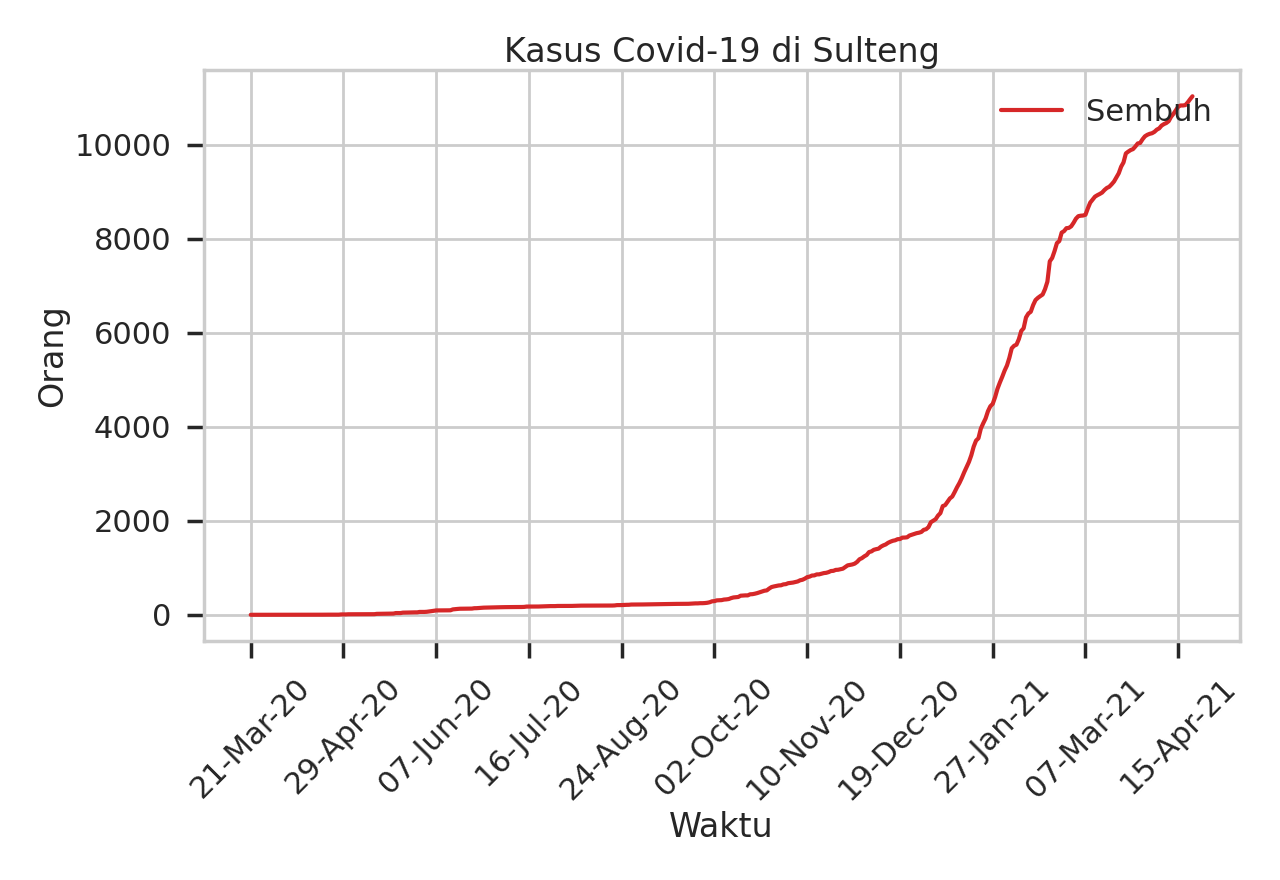 Kasus Covid-19 di Sulteng
Sembuh
Orang
10000
8000
6000
4000
2000
0
21-Mar-20
29-Apr-20
07-Jun-20
16-Jul-20
24-Aug-20
02-Oct-20
10-Nov-20
19-Dec-20
27-Jan-21
07-Mar-21
15-Apr-21
Waktu